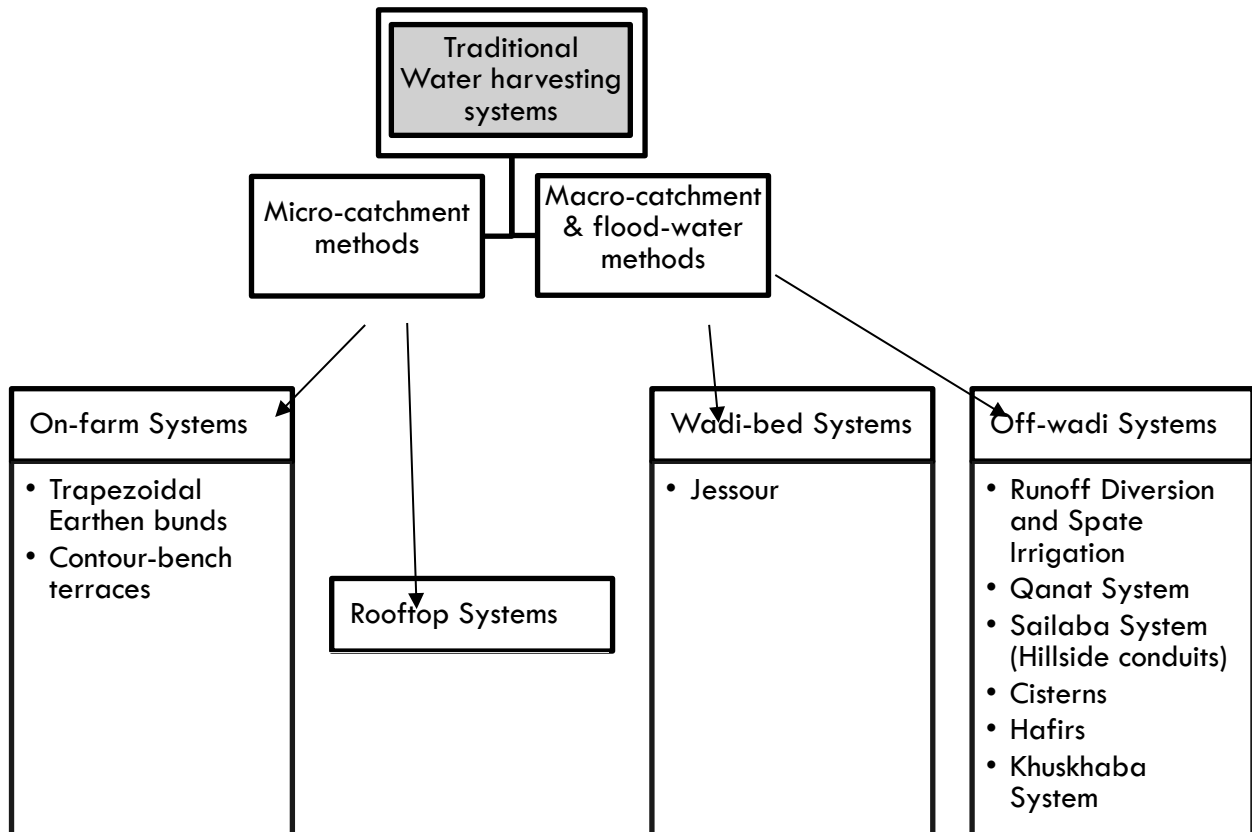 Traditional
Water harvesting
systems
Micro-catchment
methods
Macro-catchment
& flood-water
methods
On-farm Systems
• Trapezoidal
Earthen bunds
• Contour-bench
terraces
Rooftop Systems
Wadi-bed Systems
• Jessour
Off-wadi Systems
• Runoff Diversion
and Spate
Irrigation
• Qanat System
• Sailaba System
(Hillside conduits)
• Cisterns
• Hafirs
• Khuskhaba
System